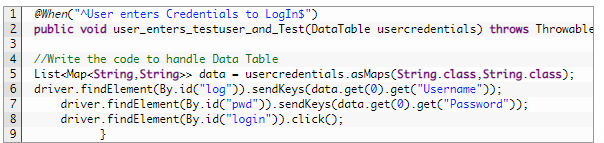 1 @When("^User enters Credentials to LogIn$")
2 public void user_enters_testuser_and_Test(DataTable usercredentials) throws Throwable
3
4 //Write the code to handle Data Table
5 List<Map<String,String>> data = usercredentials.asMaps(String.class,String.class);
6 driver.findElement(By.id("log")).sendKeys(data.get(0).get("Username"));
7     driver.findElement(By.id("pwd")).sendKeys(data.get(0).get("Password"));
8     driver.findElement(By.id("login")).click();
9           }